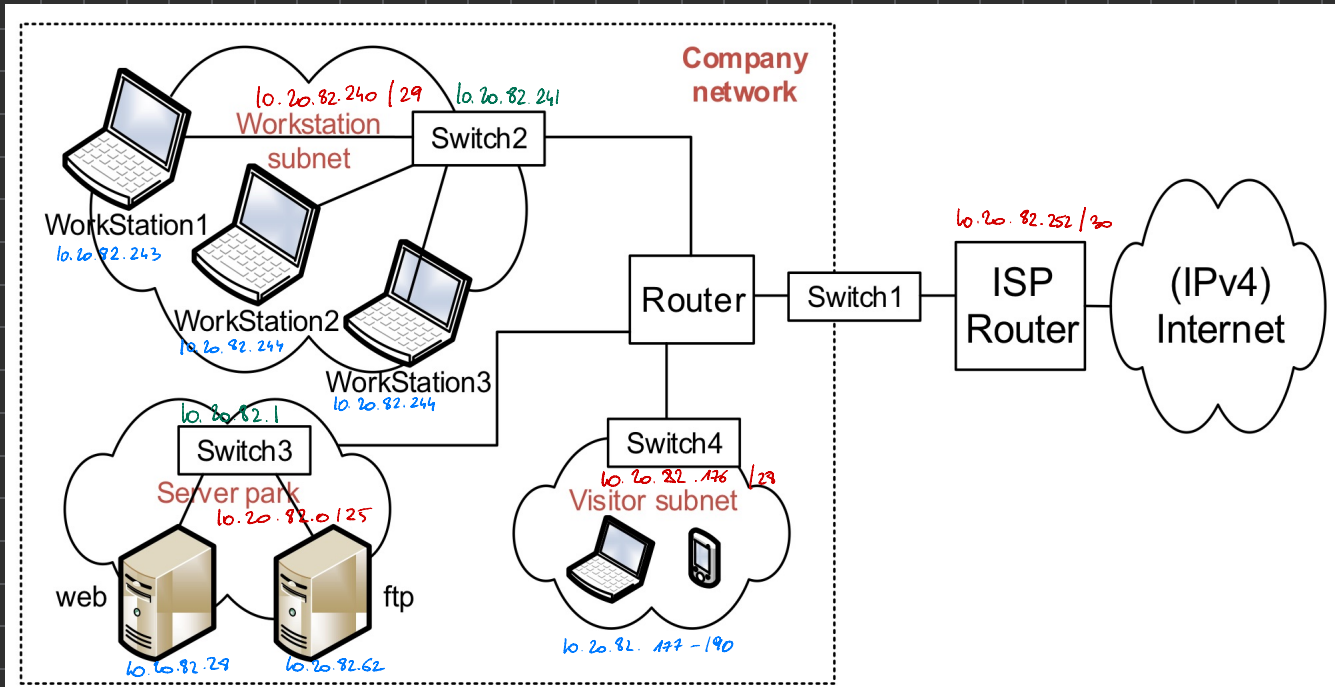 Company
network
10.20.82.240 /29
10.20.82.241
Workstation
subnet
Switch2
WorkStation1
10.20.82.243
WorkStation2
10.20.82.244
WorkStation3
10.20.82.244
Router
Switch1
10.20.82.252 /30
ISP
Router
(IPv4)
Internet
10.20.82.1
Switch3
Server park
10.20.82.0/25
web
ftp
10.20.82.28
10.20.82.62
Switch4
10.20.82.176 /28
Visitor subnet
10.20.82.177-190